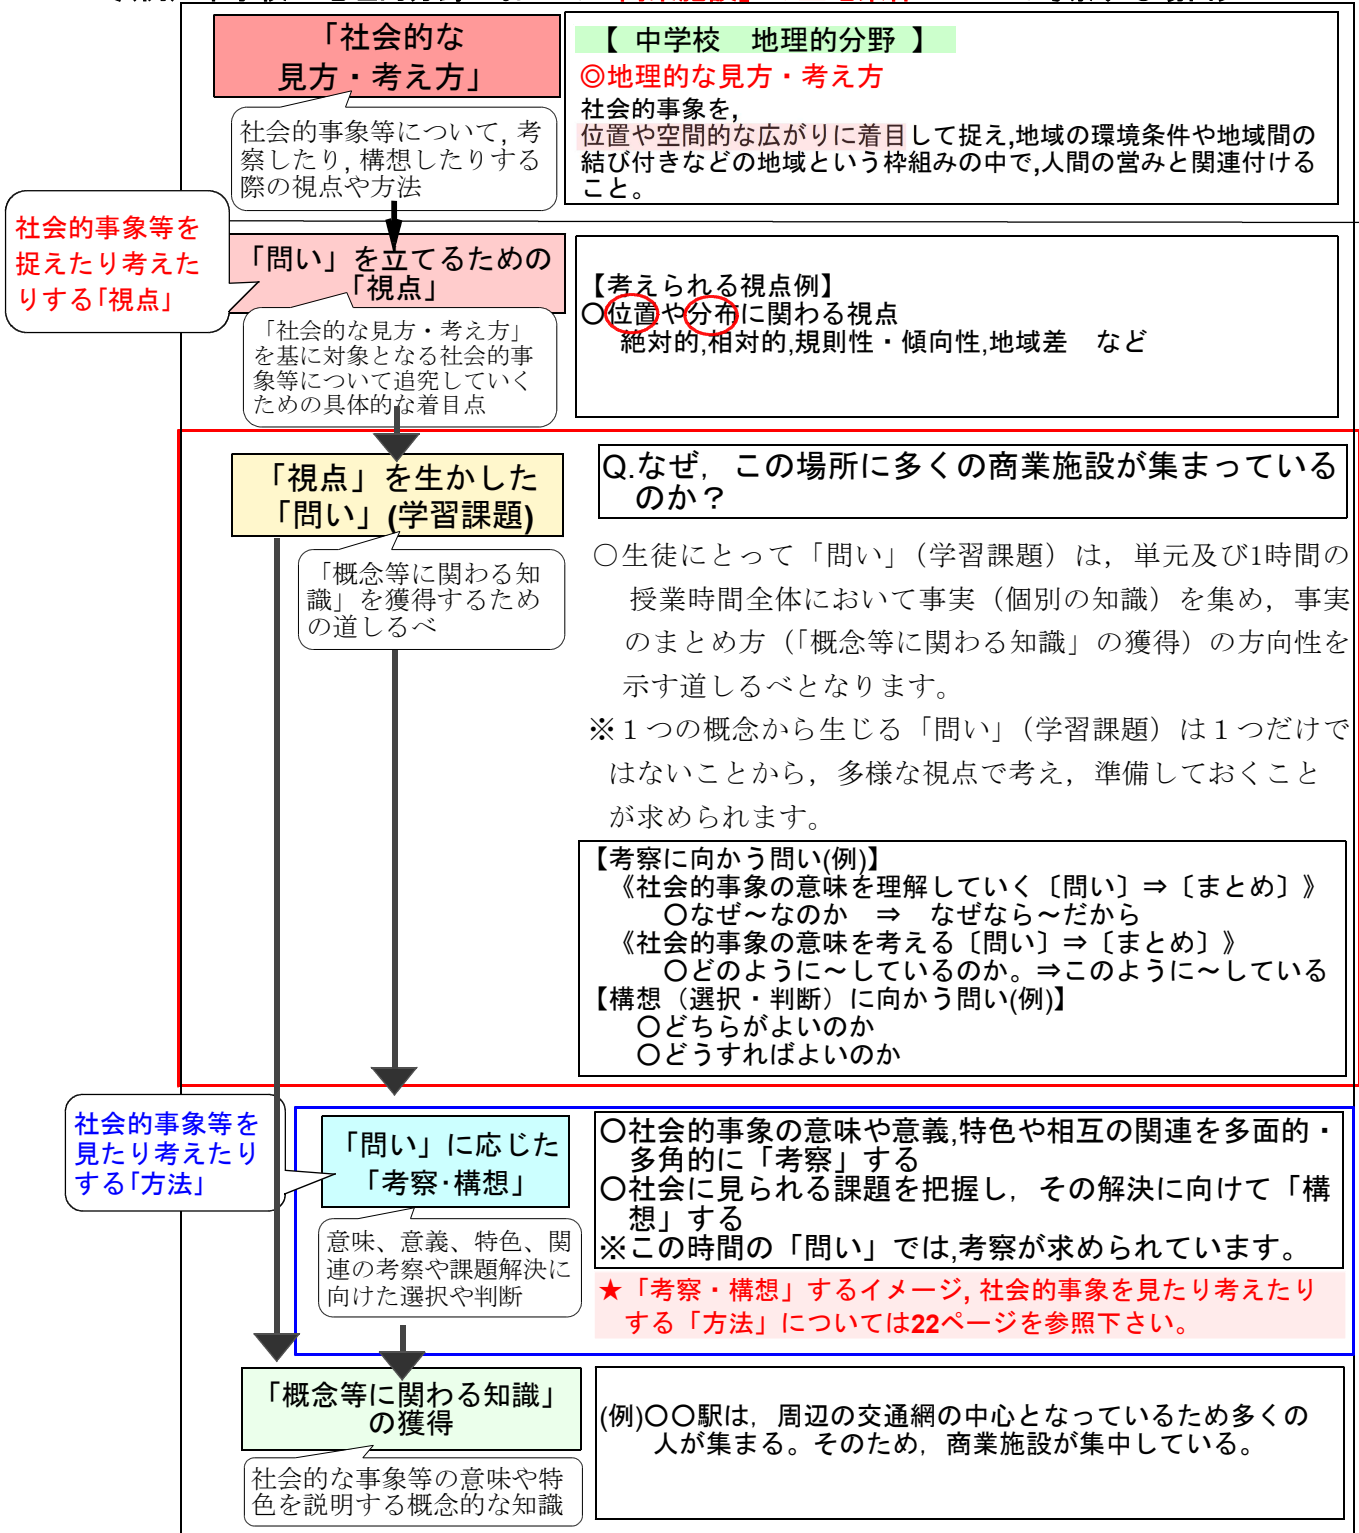 「社会的な
見方・考え方」
社会的事象等について,考
察したり,構想したりする
際の視点や方法
【 中学校　地理的分野 】
◎地理的な見方・考え方
社会的事象を,
位置や空間的な広がりに着目して捉え,地域の環境条件や地域間の
結び付きなどの地域という枠組みの中で,人間の営みと関連付ける
こと。
社会的事象等を
捉えたり考えた
りする｢視点」
「問い」を立てるための
「視点」
「社会的な見方・考え方」
を基に対象となる社会的事
象等について追究していく
ための具体的な着目点
【考えられる視点例】
〇位置や分布に関わる視点
絶対的,相対的,規則性・傾向性,地域差　など
「視点」を生かした
「問い」(学習課題)
「概念等に関わる知
識」を獲得するため
の道しるべ
Q.なぜ，この場所に多くの商業施設が集まっている
のか？
〇生徒にとって「問い」（学習課題）は，単元及び1時間の
授業時間全体において事実（個別の知識）を集め，事実
のまとめ方（「概念等に関わる知識」の獲得）の方向性を
示す道しるべとなります。
※１つの概念から生じる「問い」（学習課題）は１つだけで
はないことから，多様な視点で考え，準備しておくこと
が求められます。
【考察に向かう問い(例)】
《社会的事象の意味を理解していく〔問い〕⇒〔まとめ〕》
〇なぜ～なのか　⇒　なぜなら～だから
《社会的事象の意味を考える〔問い〕⇒〔まとめ〕》
〇どのように～しているのか。⇒このように～している
【構想（選択・判断）に向かう問い(例)】
〇どちらがよいのか
〇どうすればよいのか
社会的事象等を
見たり考えたり
する｢方法」
「問い」に応じた
「考察･構想」
意味、意義、特色、関
連の考察や課題解決に
向けた選択や判断
〇社会的事象の意味や意義,特色や相互の関連を多面的・
多角的に「考察」する
〇社会に見られる課題を把握し，その解決に向けて「構
想」する
※この時間の「問い」では,考察が求められています。
★「考察・構想」するイメージ,社会的事象を見たり考えたり
する「方法」については22ページを参照下さい。
「概念等に関わる知識」
の獲得
社会的な事象等の意味や特
色を説明する概念的な知識
(例)〇〇駅は，周辺の交通網の中心となっているため多くの
人が集まる。そのため，商業施設が集中している。